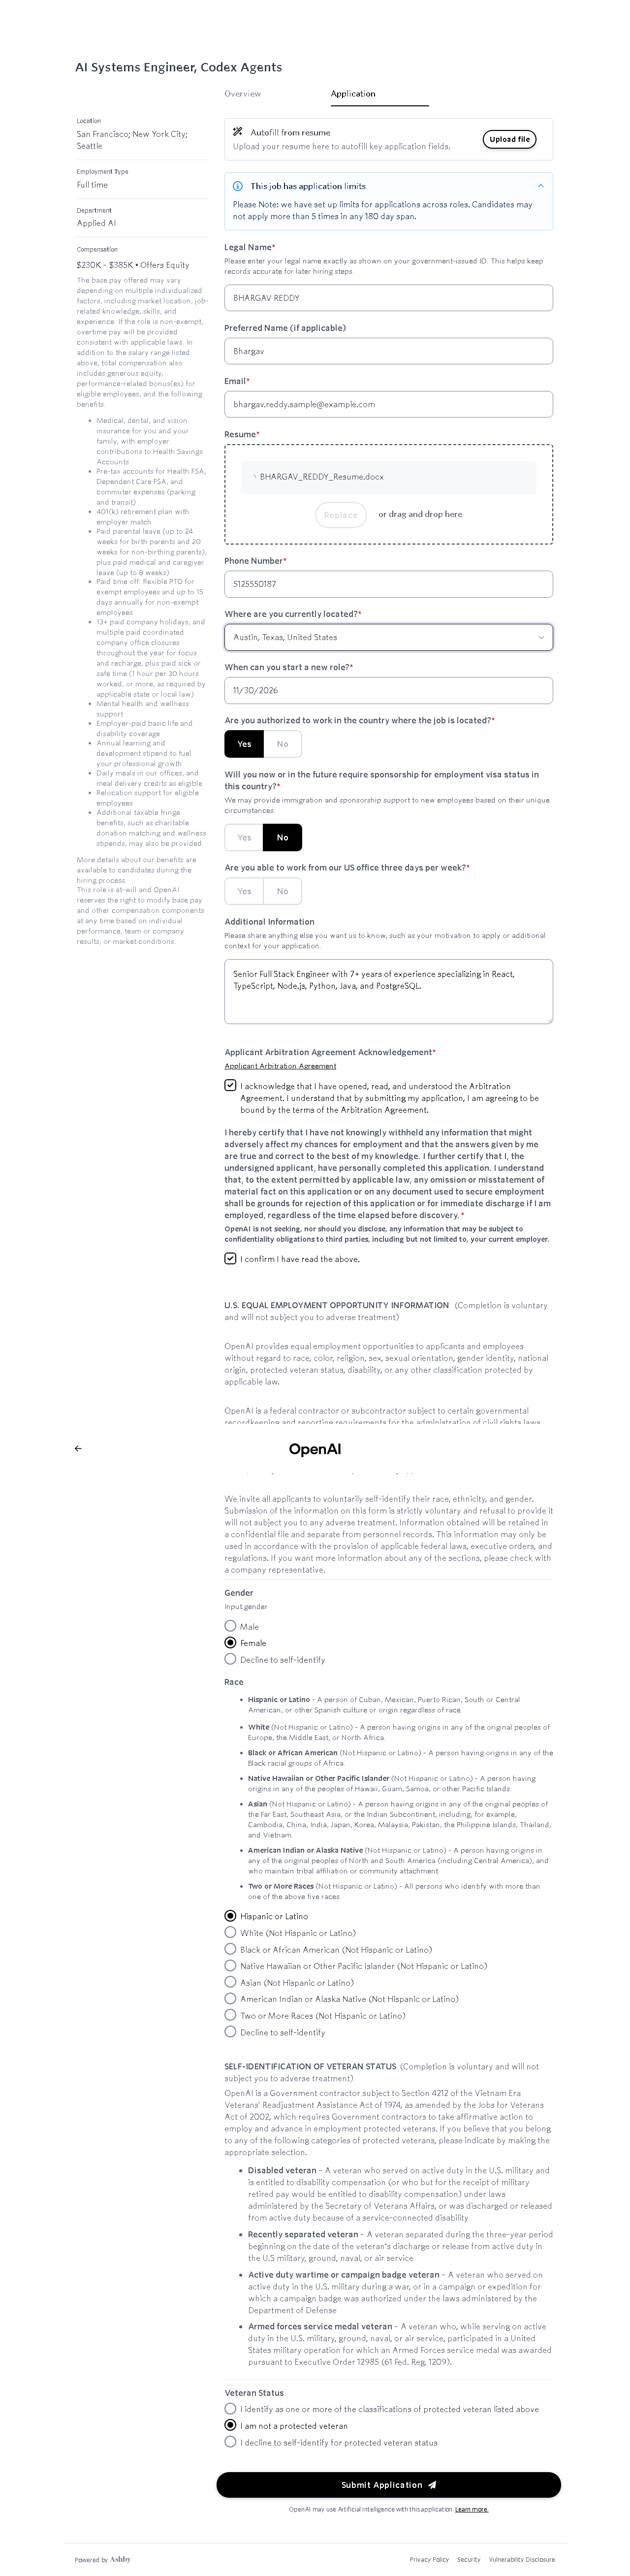 AI Systems Engineer, Codex Agents
Overview
Application
Location
San Francisco; New York City;
Seattle
Employment Type
Full time
Department
Applied AI
Compensation
$230K – $385K • Offers Equity
The base pay offered may vary
depending on multiple individualized
factors, including market location, job-
related knowledge, skills, and
experience. If the role is non-exempt,
overtime pay will be provided
consistent with applicable laws. In
addition to the salary range listed
above, total compensation also
includes generous equity,
performance-related bonus(es) for
eligible employees, and the following
benefits.
• Medical, dental, and vision
insurance for you and your
family, with employer
contributions to Health Savings
Accounts
• Pre-tax accounts for Health FSA,
Dependent Care FSA, and
commuter expenses (parking
and transit)
• 401(k) retirement plan with
employer match
• Paid parental leave (up to 24
weeks for birth parents and 20
weeks for non-birthing parents),
plus paid medical and caregiver
leave (up to 8 weeks)
• Paid time off: flexible PTO for
exempt employees and up to 15
days annually for non-exempt
employees
• 13+ paid company holidays, and
multiple paid coordinated
company office closures
throughout the year for focus
and recharge, plus paid sick or
safe time (1 hour per 30 hours
worked, or more, as required by
applicable state or local law)
• Mental health and wellness
support
• Employer-paid basic life and
disability coverage
• Annual learning and
development stipend to fuel
your professional growth
• Daily meals in our offices, and
meal delivery credits as eligible
• Relocation support for eligible
employees
• Additional taxable fringe
benefits, such as charitable
donation matching and wellness
stipends, may also be provided.
More details about our benefits are
available to candidates during the
hiring process.
This role is at-will and OpenAI
reserves the right to modify base pay
and other compensation components
at any time based on individual
performance, team or company
results, or market conditions.
Autofill from resume
Upload your resume here to autofill key application fields.
Upload file
This job has application limits
Please Note: we have set up limits for applications across roles. Candidates may
not apply more than 5 times in any 180 day span.
Legal Name*
Please enter your legal name exactly as shown on your government-issued ID. This helps keep
records accurate for later hiring steps.
BHARGAV REDDY
Preferred Name (if applicable)
Bhargav
Email*
bhargav.reddy.sample@example.com
Resume*
BHARGAV_REDDY_Resume.docx
Replace
or drag and drop here
Phone Number*
5125550187
Where are you currently located?*
Austin, Texas, United States
When can you start a new role?*
11/30/2026
Are you authorized to work in the country where the job is located?*
Yes No
Will you now or in the future require sponsorship for employment visa status in
this country?*
We may provide immigration and sponsorship support to new employees based on their unique
circumstances.
Yes No
Are you able to work from our US office three days per week?*
Yes No
Additional Information
Please share anything else you want us to know, such as your motivation to apply or additional
context for your application.
Senior Full Stack Engineer with 7+ years of experience specializing in React,
TypeScript, Node.js, Python, Java, and PostgreSQL.
Applicant Arbitration Agreement Acknowledgement*
Applicant Arbitration Agreement
I acknowledge that I have opened, read, and understood the Arbitration
Agreement. I understand that by submitting my application, I am agreeing to be
bound by the terms of the Arbitration Agreement.
I hereby certify that I have not knowingly withheld any information that might
adversely affect my chances for employment and that the answers given by me
are true and correct to the best of my knowledge. I further certify that I, the
undersigned applicant, have personally completed this application. I understand
that, to the extent permitted by applicable law, any omission or misstatement of
material fact on this application or on any document used to secure employment
shall be grounds for rejection of this application or for immediate discharge if I am
employed, regardless of the time elapsed before discovery.*
OpenAI is not seeking, nor should you disclose, any information that may be subject to
confidentiality obligations to third parties, including but not limited to, your current employer.
I confirm I have read the above.
U.S. EQUAL EMPLOYMENT OPPORTUNITY INFORMATION (Completion is voluntary
and will not subject you to adverse treatment)
OpenAI provides equal employment opportunities to applicants and employees
without regard to race, color, religion, sex, sexual orientation, gender identity, national
origin, protected veteran status, disability, or any other classification protected by
applicable law.
OpenAI is a federal contractor or subcontractor subject to certain governmental
recordkeeping and reporting requirements for the administration of civil rights laws
OpenAI
We invite all applicants to voluntarily self-identify their race, ethnicity, and gender.
Submission of the information on this form is strictly voluntary and refusal to provide it
will not subject you to any adverse treatment. Information obtained will be retained in
a confidential file and separate from personnel records. This information may only be
used in accordance with the provision of applicable federal laws, executive orders, and
regulations. If you want more information about any of the sections, please check with
a company representative.
Gender
Input gender
Male
Female
Decline to self-identify
Race
• Hispanic or Latino - A person of Cuban, Mexican, Puerto Rican, South or Central
American, or other Spanish culture or origin regardless of race.
• White (Not Hispanic or Latino) - A person having origins in any of the original peoples of
Europe, the Middle East, or North Africa.
• Black or African American (Not Hispanic or Latino) - A person having origins in any of the
Black racial groups of Africa.
• Native Hawaiian or Other Pacific Islander (Not Hispanic or Latino) - A person having
origins in any of the peoples of Hawaii, Guam, Samoa, or other Pacific Islands.
• Asian (Not Hispanic or Latino) - A person having origins in any of the original peoples of
the Far East, Southeast Asia, or the Indian Subcontinent, including, for example,
Cambodia, China, India, Japan, Korea, Malaysia, Pakistan, the Philippine Islands, Thailand,
and Vietnam.
• American Indian or Alaska Native (Not Hispanic or Latino) - A person having origins in
any of the original peoples of North and South America (including Central America), and
who maintain tribal affiliation or community attachment.
• Two or More Races (Not Hispanic or Latino) - All persons who identify with more than
one of the above five races.
Hispanic or Latino
White (Not Hispanic or Latino)
Black or African American (Not Hispanic or Latino)
Native Hawaiian or Other Pacific Islander (Not Hispanic or Latino)
Asian (Not Hispanic or Latino)
American Indian or Alaska Native (Not Hispanic or Latino)
Two or More Races (Not Hispanic or Latino)
Decline to self-identify
SELF-IDENTIFICATION OF VETERAN STATUS (Completion is voluntary and will not
subject you to adverse treatment)
OpenAI is a Government contractor subject to Section 4212 of the Vietnam Era
Veterans' Readjustment Assistance Act of 1974, as amended by the Jobs for Veterans
Act of 2002, which requires Government contractors to take affirmative action to
employ and advance in employment protected veterans. If you believe that you belong
to any of the following categories of protected veterans, please indicate by making the
appropriate selection.
• Disabled veteran – A veteran who served on active duty in the U.S. military and
is entitled to disability compensation (or who but for the receipt of military
retired pay would be entitled to disability compensation) under laws
administered by the Secretary of Veterans Affairs, or was discharged or released
from active duty because of a service-connected disability
• Recently separated veteran – A veteran separated during the three-year period
beginning on the date of the veteran's discharge or release from active duty in
the U.S military, ground, naval, or air service
• Active duty wartime or campaign badge veteran – A veteran who served on
active duty in the U.S. military during a war, or in a campaign or expedition for
which a campaign badge was authorized under the laws administered by the
Department of Defense
• Armed forces service medal veteran – A veteran who, while serving on active
duty in the U.S. military, ground, naval, or air service, participated in a United
States military operation for which an Armed Forces service medal was awarded
pursuant to Executive Order 12985 (61 Fed. Reg. 1209).
Veteran Status
I identify as one or more of the classifications of protected veteran listed above
I am not a protected veteran
I decline to self-identify for protected veteran status
Submit Application
OpenAI may use Artificial Intelligence with this application. Learn more.
Powered by Ashby
Privacy Policy Security Vulnerability Disclosure